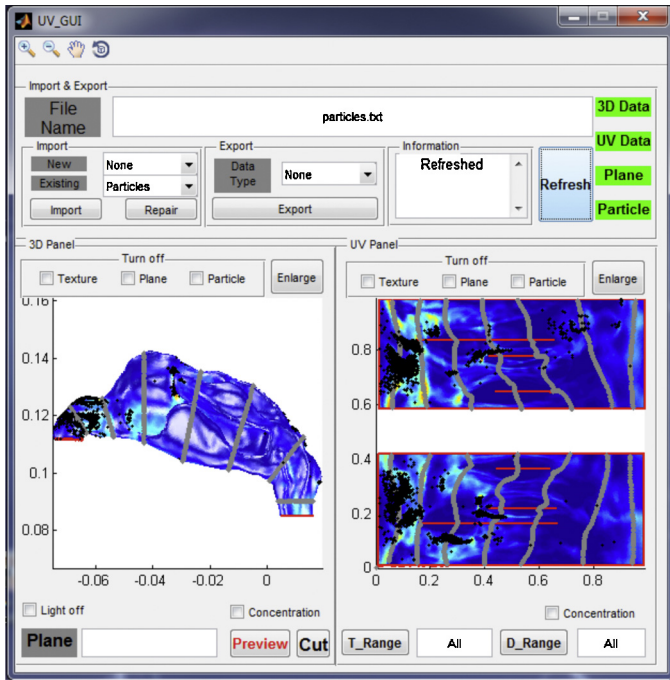 UV_GUI
Import & Export
File Name
particles.txt
3D Data
UV Data
Plane
Particle
Import
New
None
Existing
Particles
Import
Repair
Export
Data Type
None
Export
Information
Refreshed
Refresh
3D Panel
Turn off
Texture
Plane
Particle
Enlarge
0.16
0.14
0.12
0.1
0.08
-0.06
-0.04
-0.02
0
Light off
Concentration
Plane
Preview
Cut
UV Panel
Turn off
Texture
Plane
Particle
Enlarge
0.8
0.6
0.4
0.2
0
0
0.2
0.4
0.6
0.8
Concentration
T_Range
All
D_Range
All